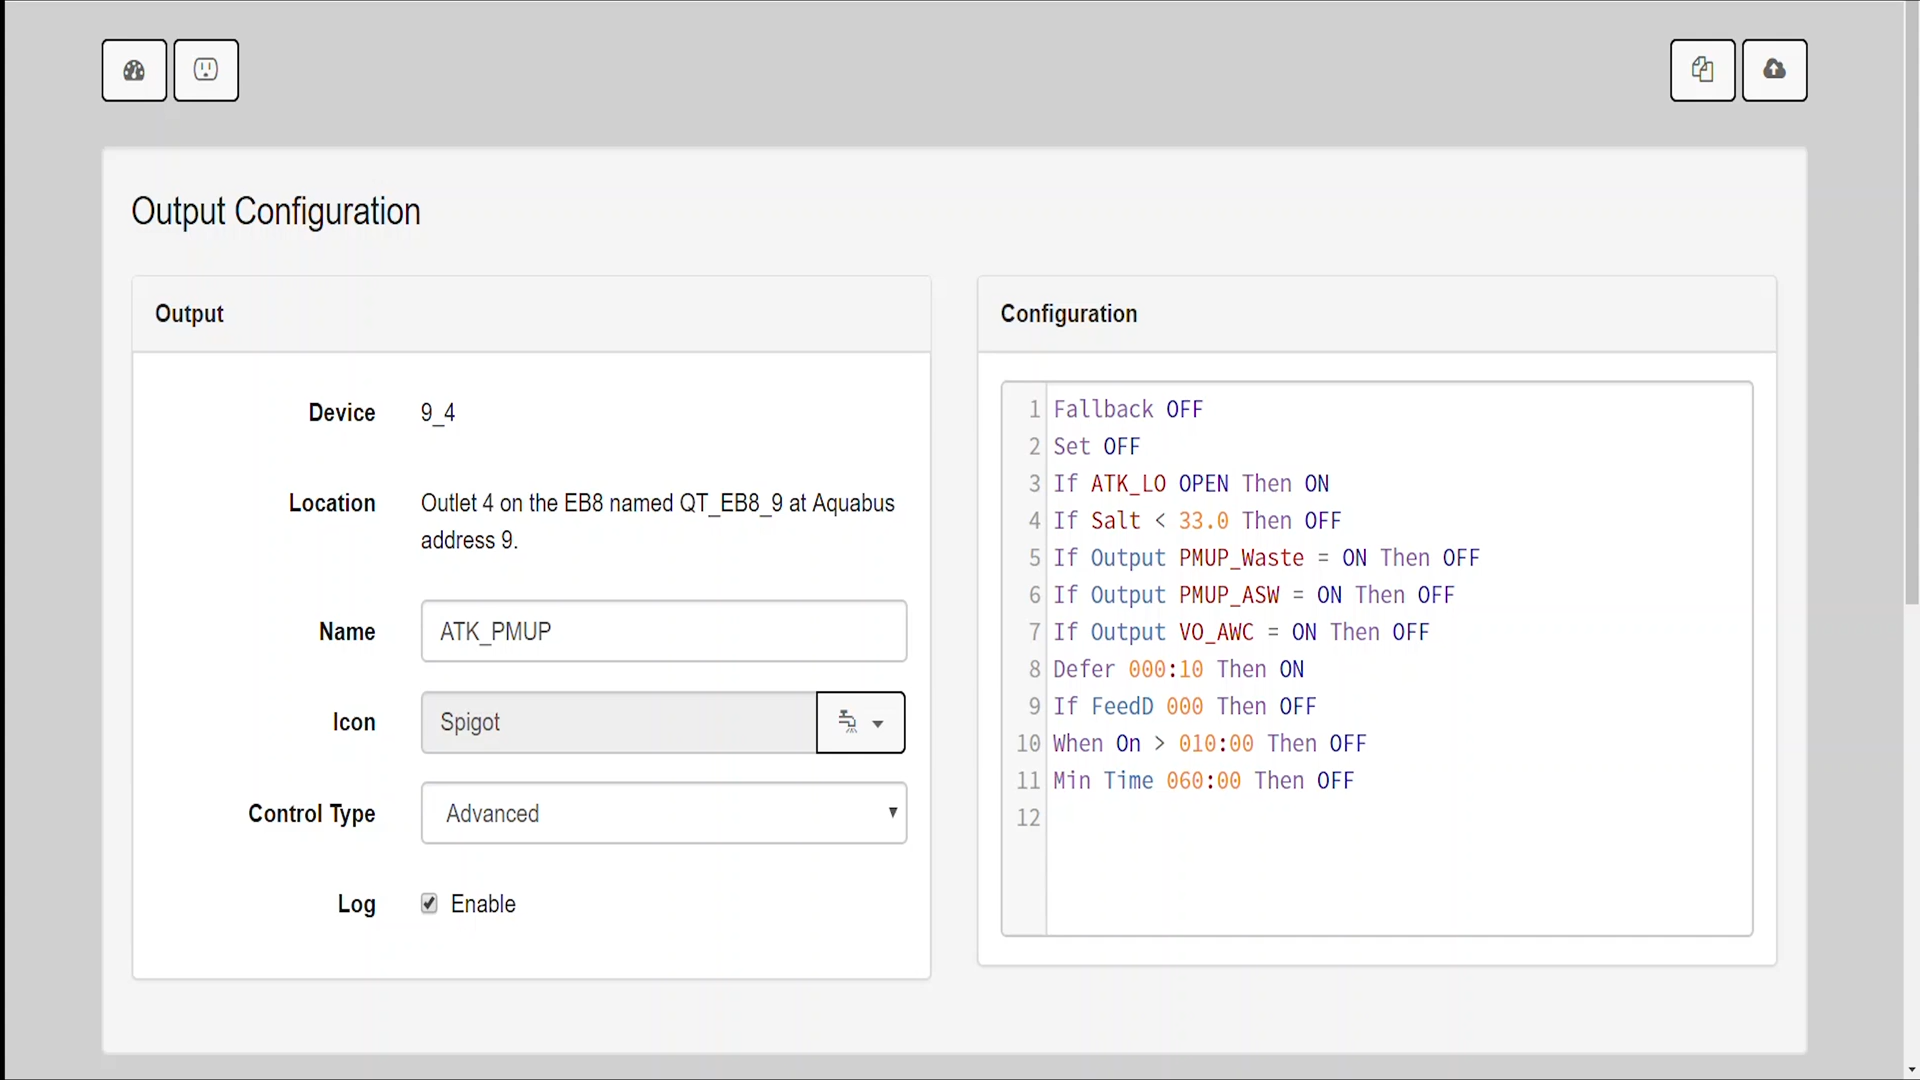 Output Configuration
Output
Device 9_4
Location Outlet 4 on the EB8 named QT_EB8_9 at Aquabus
address 9.
Name ATK_PMUP
Icon Spigot
Control Type Advanced
Log Enable
Configuration
1 Fallback OFF
2 Set OFF
3 If ATK_LO OPEN Then ON
4 If Salt < 33.0 Then OFF
5 If Output PMUP_Waste = ON Then OFF
6 If Output PMUP_ASW = ON Then OFF
7 If Output VO_AWC = ON Then OFF
8 Defer 000:10 Then ON
9 If FeedD 000 Then OFF
10 When On > 010:00 Then OFF
11 Min Time 060:00 Then OFF
12